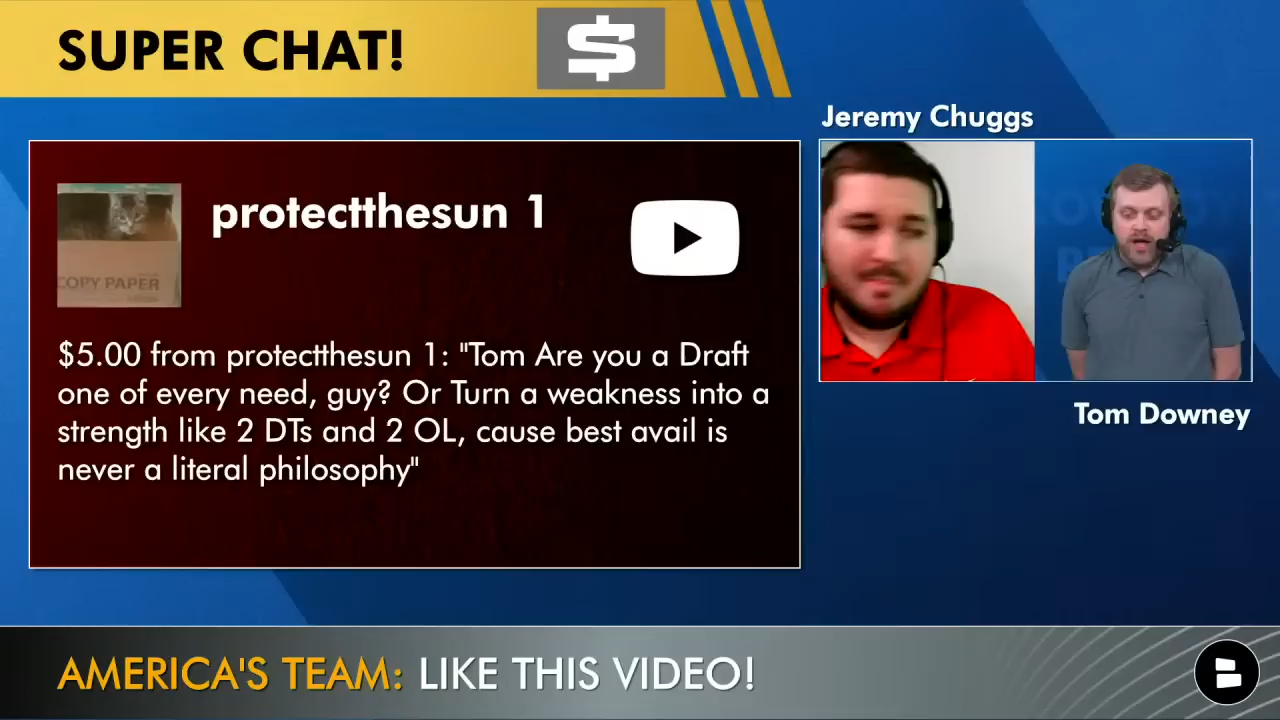 SUPER CHAT!
$
Jeremy Chuggs
protectthesun 1
COPY PAPER
$5.00 from protectthesun 1: "Tom Are you a Draft
one of every need, guy? Or Turn a weakness into a
strength like 2 DTs and 2 OL, cause best avail is
never a literal philosophy"
Tom Downey
AMERICA'S TEAM: LIKE THIS VIDEO!